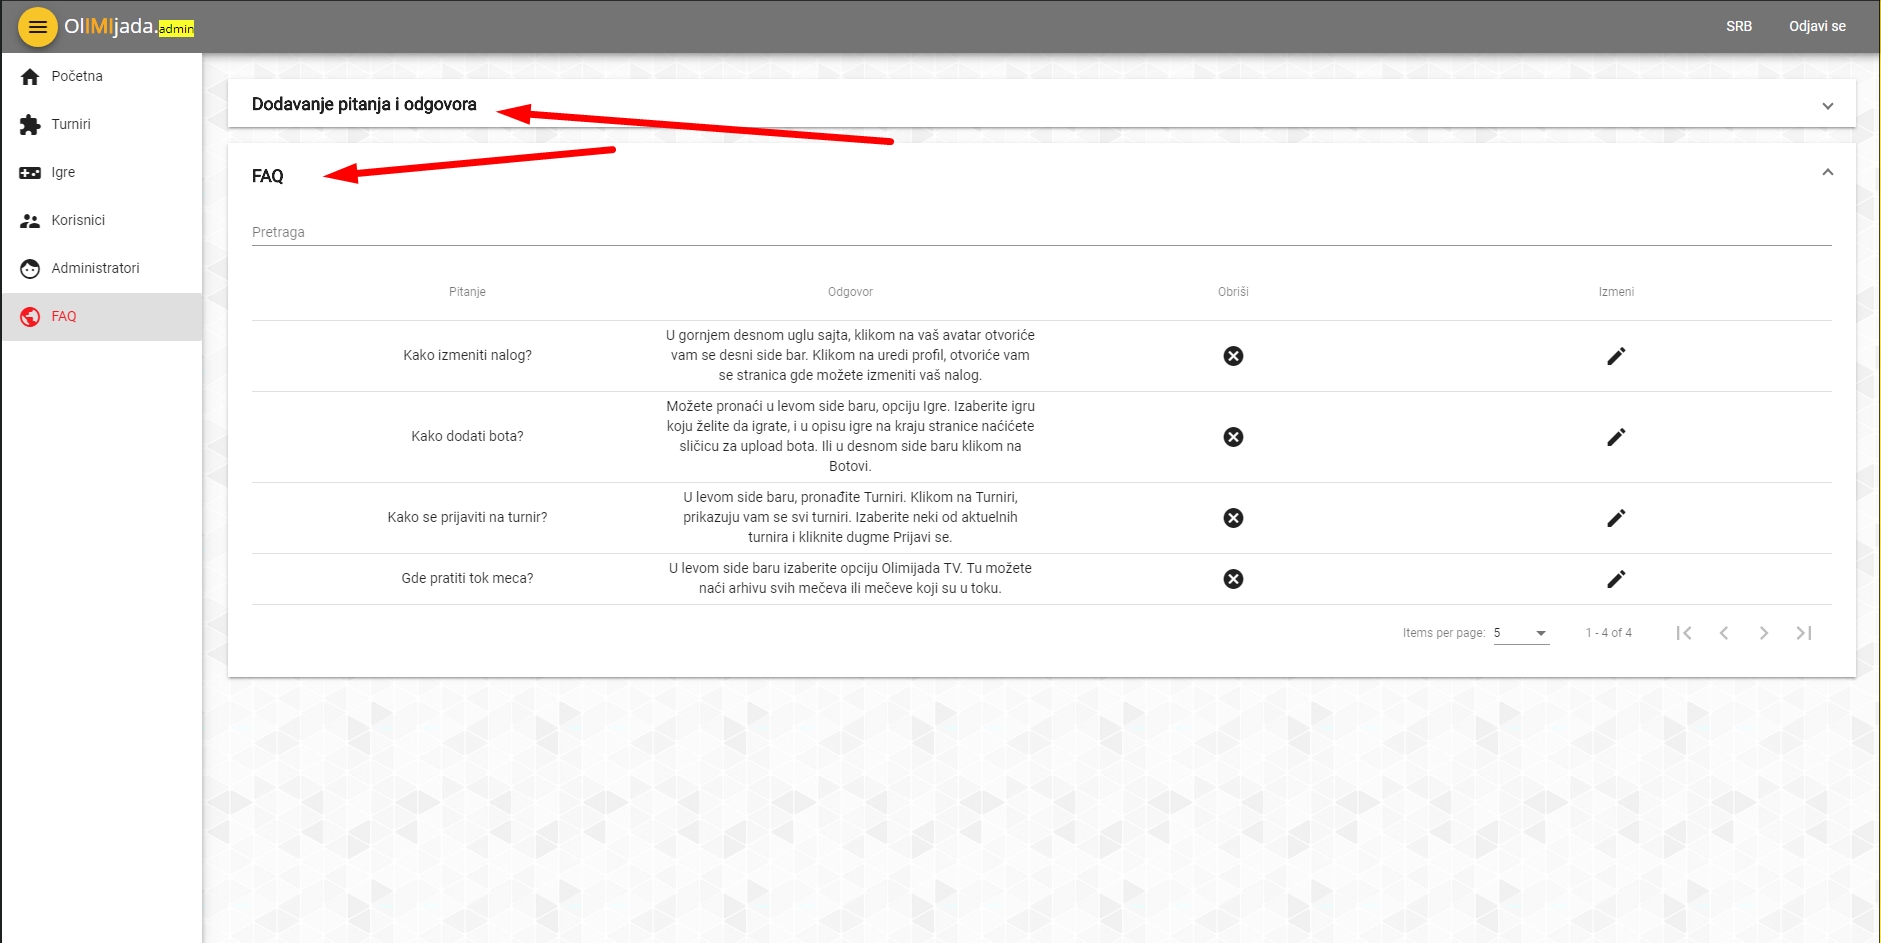 OlIMIjada.admin
SRB
Odjavi se
Početna
Turniri
Igre
Korisnici
Administratori
FAQ
Dodavanje pitanja i odgovora
FAQ
Pretraga
Pitanje Odgovor Obriši Izmeni
Kako izmeniti nalog?
U gornjem desnom uglu sajta, klikom na vaš avatar otvoriće
vam se desni side bar. Klikom na uredi profil, otvoriće vam
se stranica gde možete izmeniti vaš nalog.
Kako dodati bota?
Možete pronaći u levom side baru, opciju Igre. Izaberite igru
koju želite da igrate, i u opisu igre na kraju stranice naćićete
sličicu za upload bota. Ili u desnom side baru klikom na
Botovi.
Kako se prijaviti na turnir?
U levom side baru, pronađite Turniri. Klikom na Turniri,
prikazuju vam se svi turniri. Izaberite neki od aktuelnih
turnira i kliknite dugme Prijavi se.
Gde pratiti tok meca?
U levom side baru izaberite opciju Olimijada TV. Tu možete
naći arhivu svih mečeva ili mečeve koji su u toku.
Items per page: 5 1 - 4 of 4